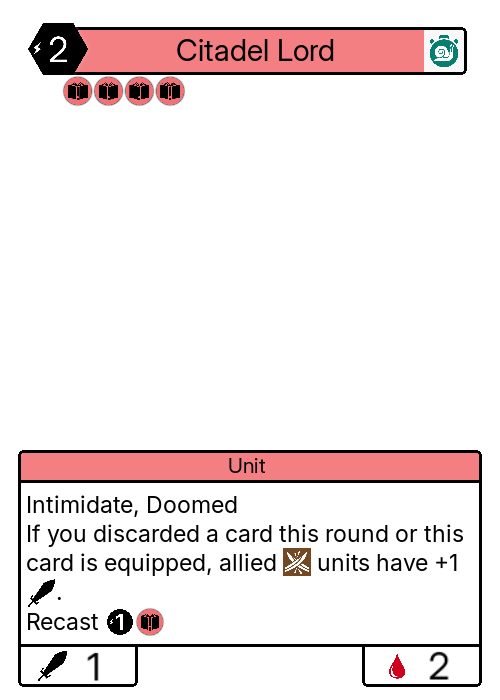 2
Citadel Lord
Unit
Intimidate, Doomed
If you discarded a card this round or this
card is equipped, allied units have +1
.
Recast 1
1
2